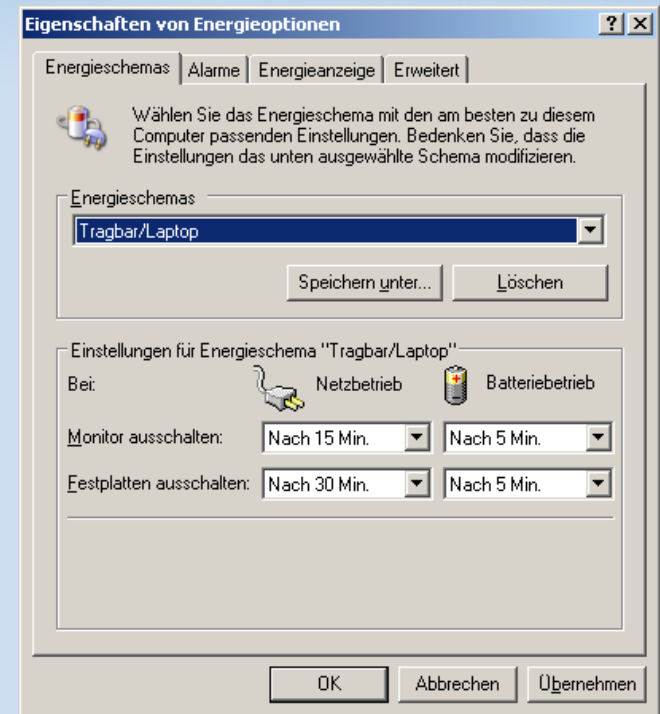 Eigenschaften von Energieoptionen
Energieschemas Alarme Energieanzeige Erweitert
Wählen Sie das Energieschema mit den am besten zu diesem
Computer passenden Einstellungen. Bedenken Sie, dass die
Einstellungen das unten ausgewählte Schema modifizieren.
Energieschemas
Tragbar/Laptop
Speichern unter... Löschen
Einstellungen für Energieschema "Tragbar/Laptop"
Bei: Netzbetrieb Batteriebetrieb
Monitor ausschalten: Nach 15 Min. Nach 5 Min.
Festplatten ausschalten: Nach 30 Min. Nach 5 Min.
OK Abbrechen Übernehmen